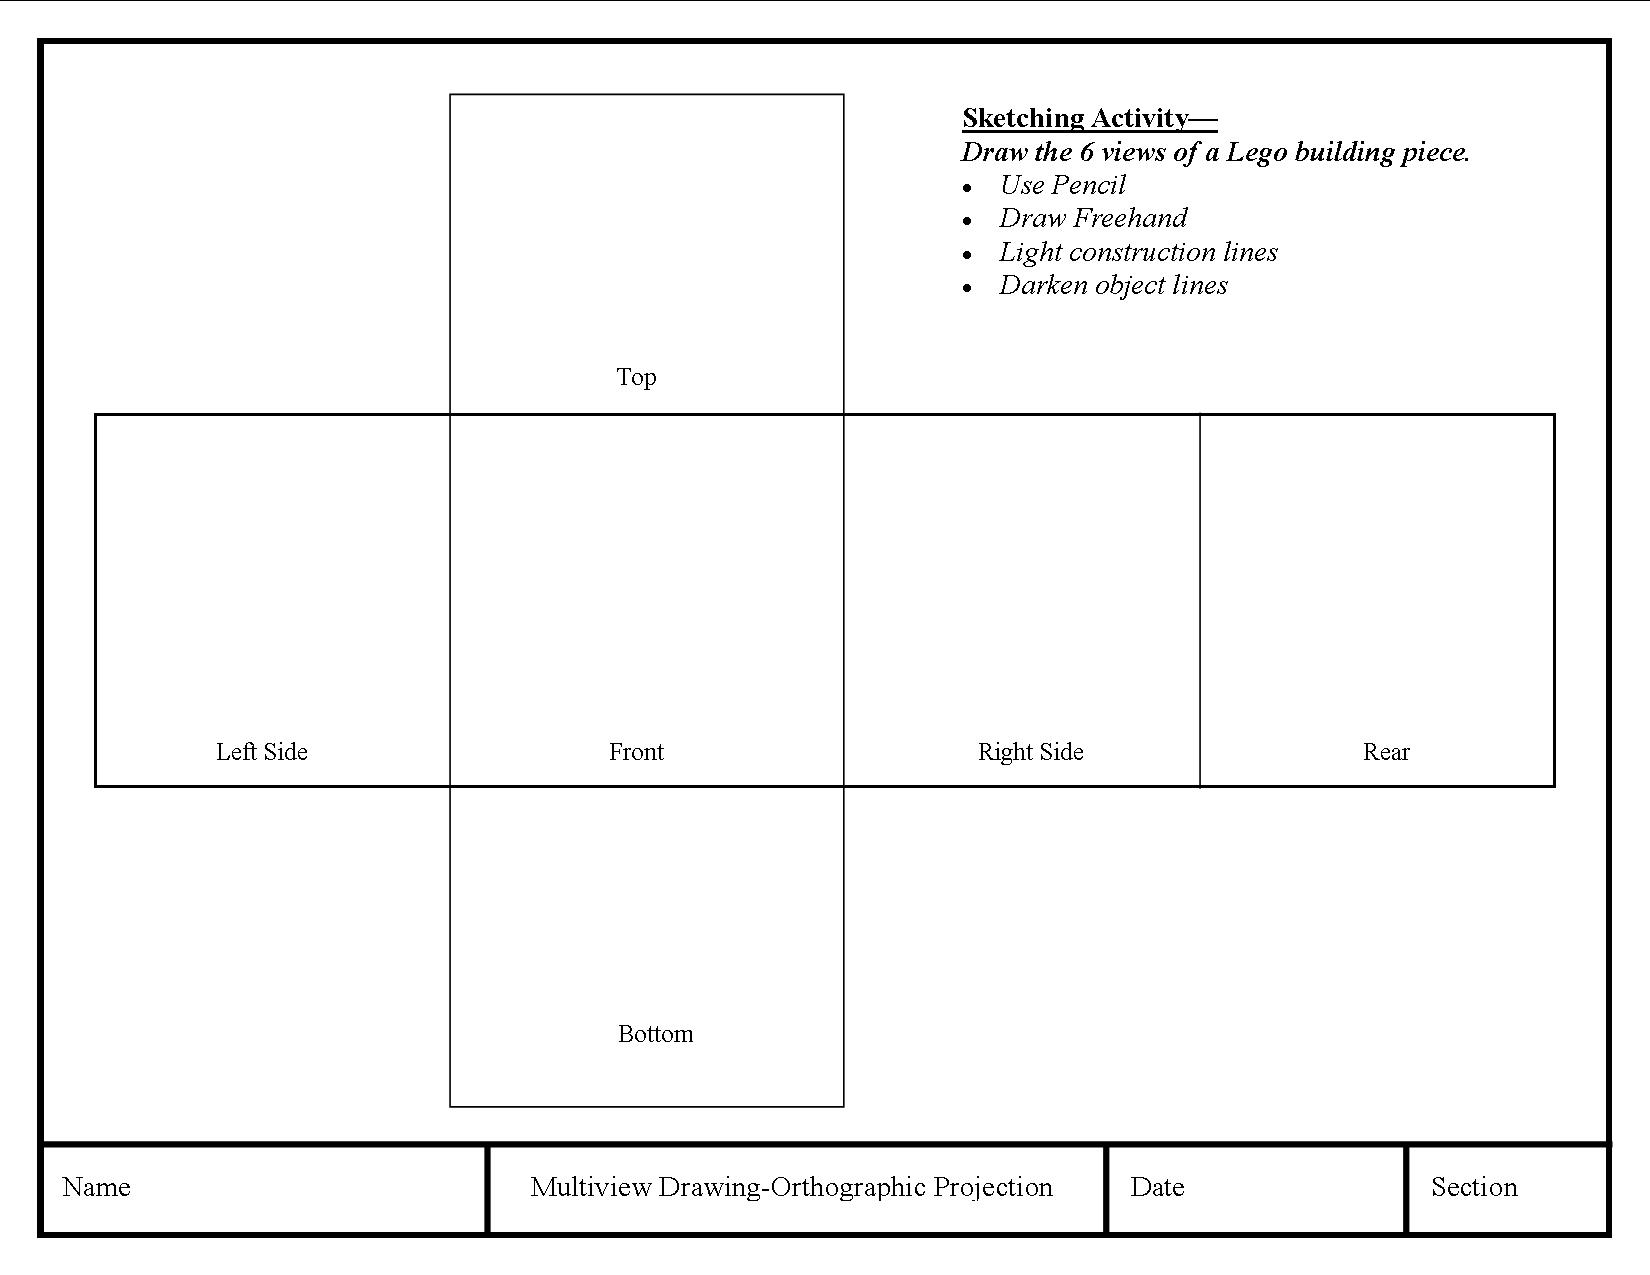 Sketching Activity—
Draw the 6 views of a Lego building piece.
• Use Pencil
• Draw Freehand
• Light construction lines
• Darken object lines
Top
Left Side
Front
Right Side
Rear
Bottom
Name
Multiview Drawing-Orthographic Projection
Date
Section